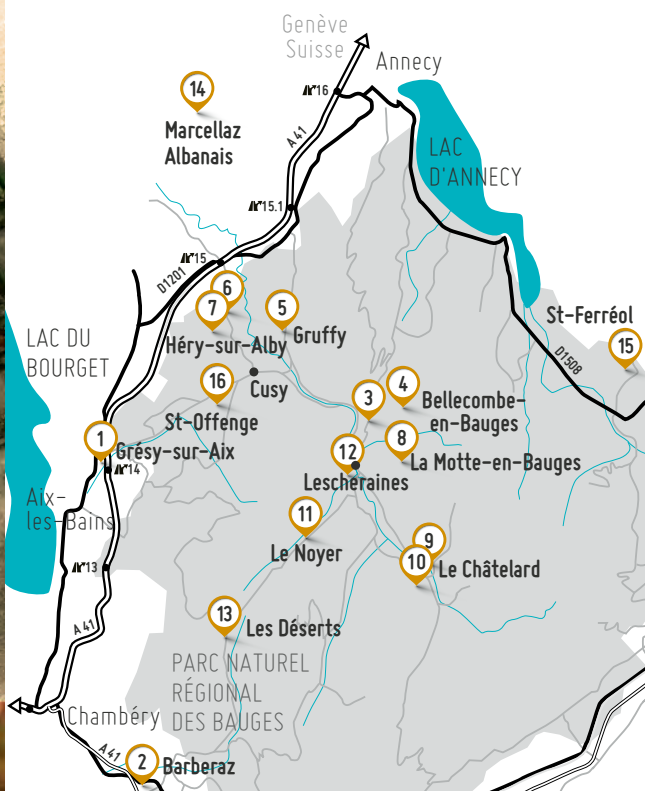 Genève
Suisse
Annecy
16
14
Marcellaz
Albanais
A 41
LAC
D'ANNECY
15.1
15
D1201
6
7
5
Gruffy
Héry-sur-Alby
St-Ferréol
15
D1508
LAC DU
BOURGET
16
Cusy
St-Offenge
3
4
Bellecombe-
en-Bauges
1
Grésy-sur-Aix
14
8
La Motte-en-Bauges
12
Lescheraines
Aix-
les-Bains
11
Le Noyer
9
10
Le Châtelard
13
13
Les Déserts
A 41
PARC NATUREL
RÉGIONAL
DES BAUGES
Chambéry
A 41
2
Barberaz